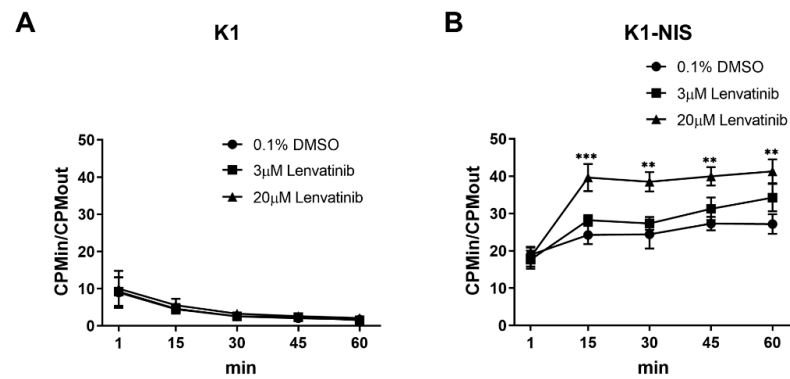 A
K1
0.1% DMSO
3μM Lenvatinib
20μM Lenvatinib
CPMin/CPMout
50
40
30
20
10
0
1 15 30 45 60
min
B
K1-NIS
0.1% DMSO
3μM Lenvatinib
20μM Lenvatinib
CPMin/CPMout
50
40
30
20
10
0
*** ** ** **
1 15 30 45 60
min